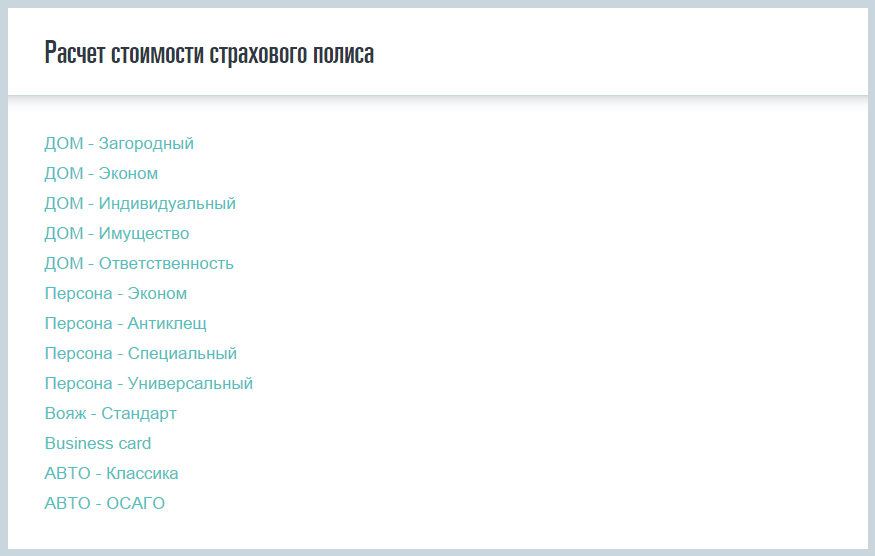 Расчет стоимости страхового полиса
ДОМ - Загородный
ДОМ - Эконом
ДОМ - Индивидуальный
ДОМ - Имущество
ДОМ - Ответственность
Персона - Эконом
Персона - Антиклещ
Персона - Специальный
Персона - Универсальный
Вояж - Стандарт
Business card
АВТО - Классика
АВТО - ОСАГО